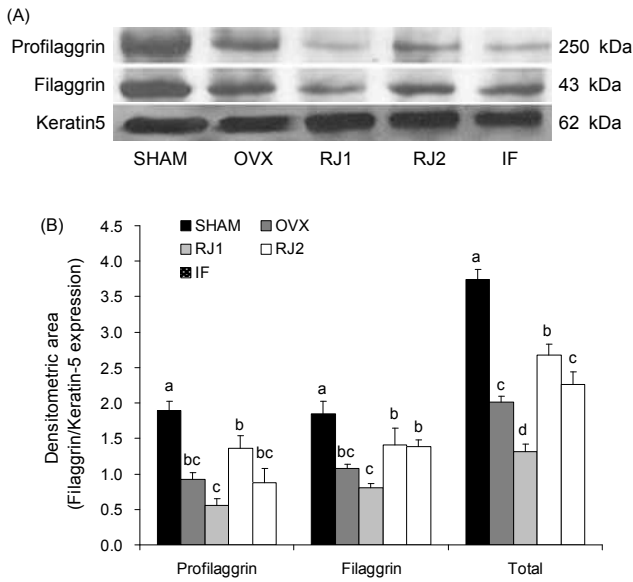 (A)
Profilaggrin 250 kDa
Filaggrin 43 kDa
Keratin5 62 kDa
SHAM OVX RJ1 RJ2 IF
(B)
SHAM OVX
RJ1 RJ2
IF
Densitometric area
(Filaggrin/Keratin-5 expression)
4.5
4.0
3.5
3.0
2.5
2.0
1.5
1.0
0.5
0.0
a bc c b bc
a bc c b b
a c d b c
Profilaggrin Filaggrin Total